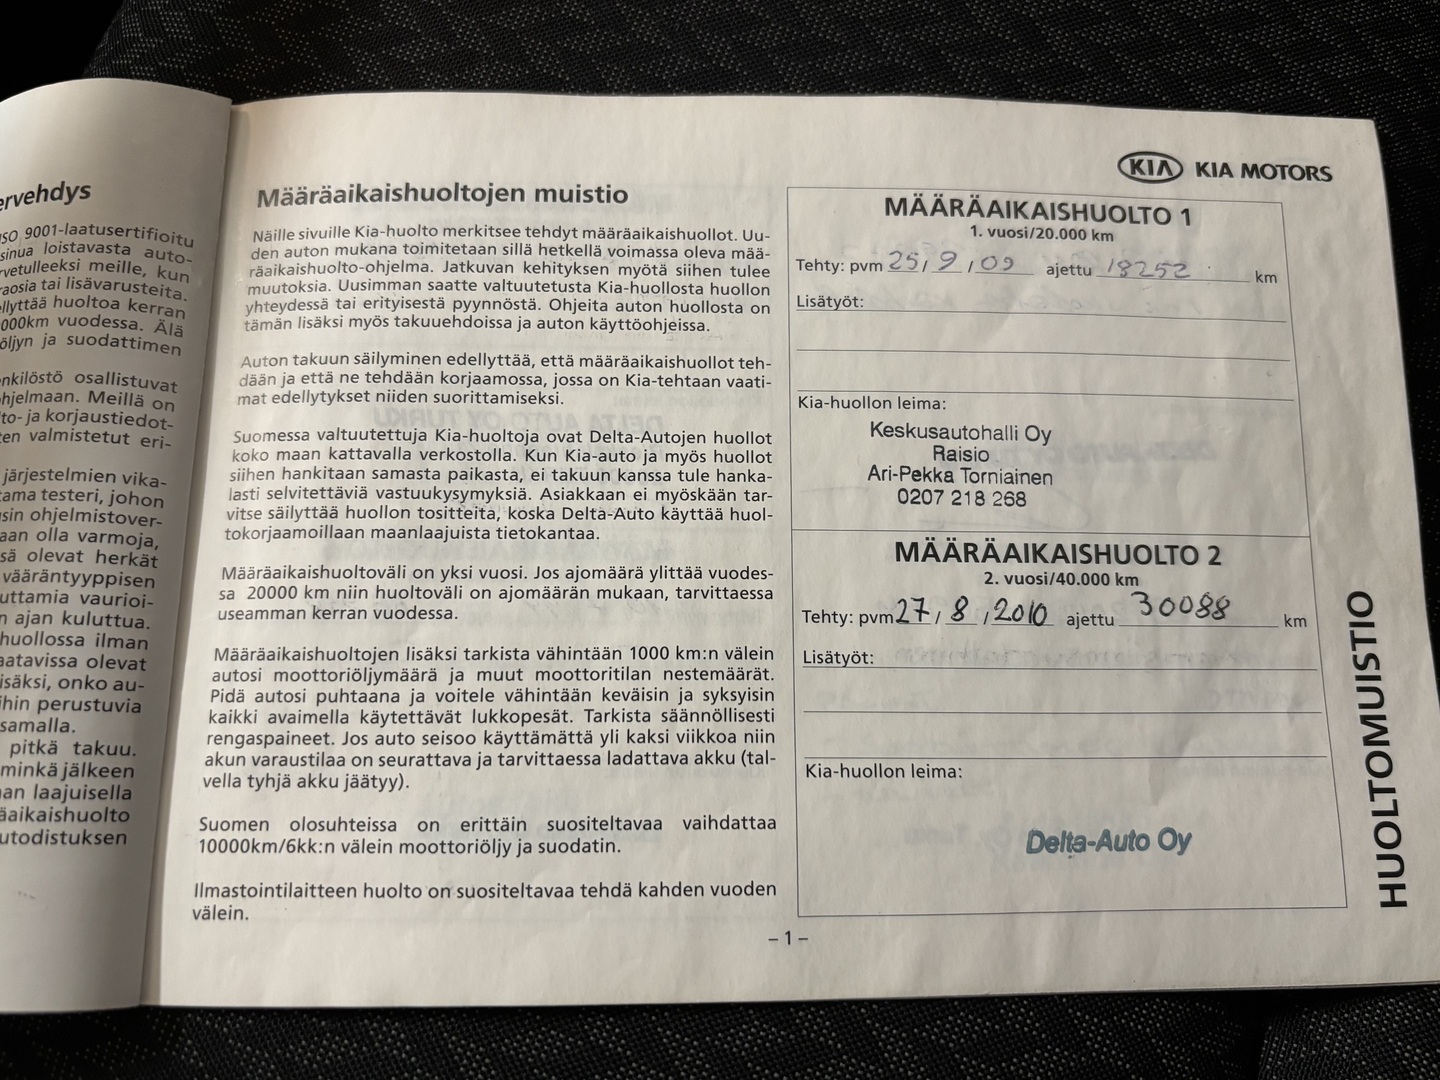 ervehdys
ISO 9001-laatusertifioitu
sinua loistavasta auto-
rvetulleeksi meille, kun
raosia tai lisävarusteita.
llyttää huoltoa kerran
000km vuodessa. Älä
öljyn ja suodattimen
nkilöstö osallistuvat
hjelmaan. Meillä on
to- ja korjaustiedot-
ten valmistetut eri-
järjestelmien vika-
tama testeri, johon
sin ohjelmistover-
aan olla varmoja,
sä olevat herkät
vääräntyyppisen
uttamia vaurioi-
n ajan kuluttua.
huollossa ilman
aatavissa olevat
isäksi, onko au-
ihin perustuvia
samalla.
pitkä takuu.
minkä jälkeen
an laajuisella
äaikaishuolto
utodistuksen
Määräaikaishuoltojen muistio
Näille sivuille Kia-huolto merkitsee tehdyt määräaikaishuollot. Uu-
den auton mukana toimitetaan sillä hetkellä voimassa oleva mää-
räaikaishuolto-ohjelma. Jatkuvan kehityksen myötä siihen tulee
muutoksia. Uusimman saatte valtuutetusta Kia-huollosta huollon
yhteydessä tai erityisestä pyynnöstä. Ohjeita auton huollosta on
tämän lisäksi myös takuuehdoissa ja auton käyttöohjeissa.
Auton takuun säilyminen edellyttää, että määräaikaishuollot teh-
dään ja että ne tehdään korjaamossa, jossa on Kia-tehtaan vaati-
mat edellytykset niiden suorittamiseksi.
Suomessa valtuutettuja Kia-huoltoja ovat Delta-Autojen huollot
koko maan kattavalla verkostolla. Kun Kia-auto ja myös huollot
siihen hankitaan samasta paikasta, ei takuun kanssa tule hanka-
lasti selvitettäviä vastuukysymyksiä. Asiakkaan ei myöskään tar-
vitse säilyttää huollon tositteita, koska Delta-Auto käyttää huol-
tokorjaamoillaan maanlaajuista tietokantaa.
Määräaikaishuoltoväli on yksi vuosi. Jos ajomäärä ylittää vuodes-
sa 20000 km niin huoltoväli on ajomäärän mukaan, tarvittaessa
useamman kerran vuodessa.
Määräaikaishuoltojen lisäksi tarkista vähintään 1000 km:n välein
autosi moottoriöljymäärä ja muut moottoritilan nestemäärät.
Pidä autosi puhtaana ja voitele vähintään keväisin ja syksyisin
kaikki avaimella käytettävät lukkopesät. Tarkista säännöllisesti
rengaspaineet. Jos auto seisoo käyttämättä yli kaksi viikkoa niin
akun varaustilaa on seurattava ja tarvittaessa ladattava akku (tal-
vella tyhjä akku jäätyy).
Suomen olosuhteissa on erittäin suositeltavaa vaihdattaa
10000km/6kk:n välein moottoriöljy ja suodatin.
Ilmastointilaitteen huolto on suositeltavaa tehdä kahden vuoden
välein.
KIA KIA MOTORS
MÄÄRÄAIKAISHUOLTO 1
1. vuosi/20.000 km
Tehty: pvm 25 / 9 / 09 ajettu 18252 km
Lisätyöt:
Kia-huollon leima:
Keskusautohalli Oy
Raisio
Ari-Pekka Torniainen
0207 218 268
MÄÄRÄAIKAISHUOLTO 2
2. vuosi/40.000 km
Tehty: pvm 27 / 8 / 2010 ajettu 30088 km
Lisätyöt:
Kia-huollon leima:
Delta-Auto Oy
HUOLTOMUISTIO
– 1 –